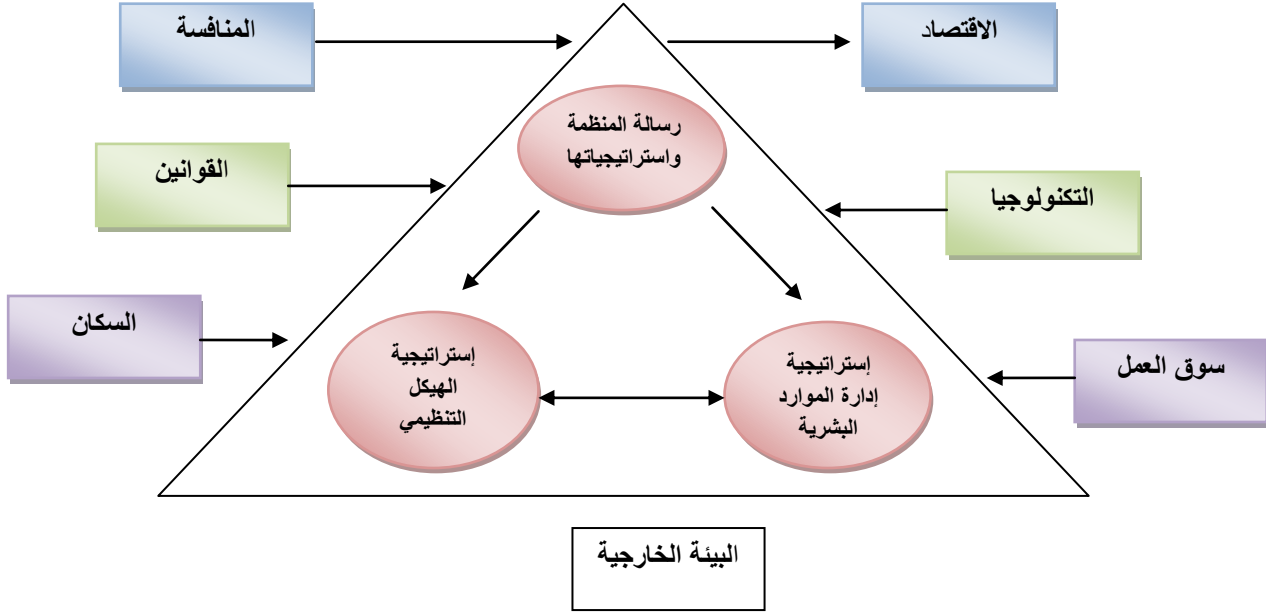 المنافسة
الاقتصاد
رسالة المنظمة
واستراتيجياتها
القوانين
التكنولوجيا
السكان
إستراتيجية
الهيكل
التنظيمي
إستراتيجية
إدارة الموارد
البشرية
سوق العمل
البيئة الخارجية